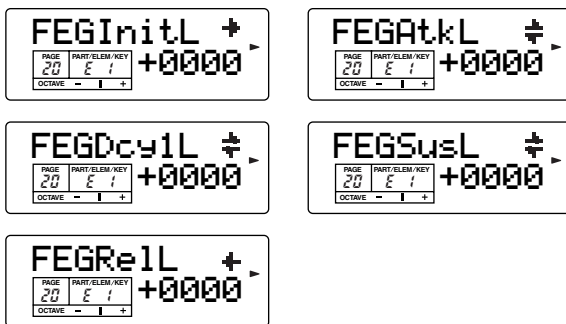 FEGInitL
PAGE PART/ELEM/KEY
20 E 1 +0000
OCTAVE – +
FEGAtkL
PAGE PART/ELEM/KEY
20 E 1 +0000
OCTAVE – +
FEGDcy1L
PAGE PART/ELEM/KEY
20 E 1 +0000
OCTAVE – +
FEGSusL
PAGE PART/ELEM/KEY
20 E 1 +0000
OCTAVE – +
FEGRelL
PAGE PART/ELEM/KEY
20 E 1 +0000
OCTAVE – +